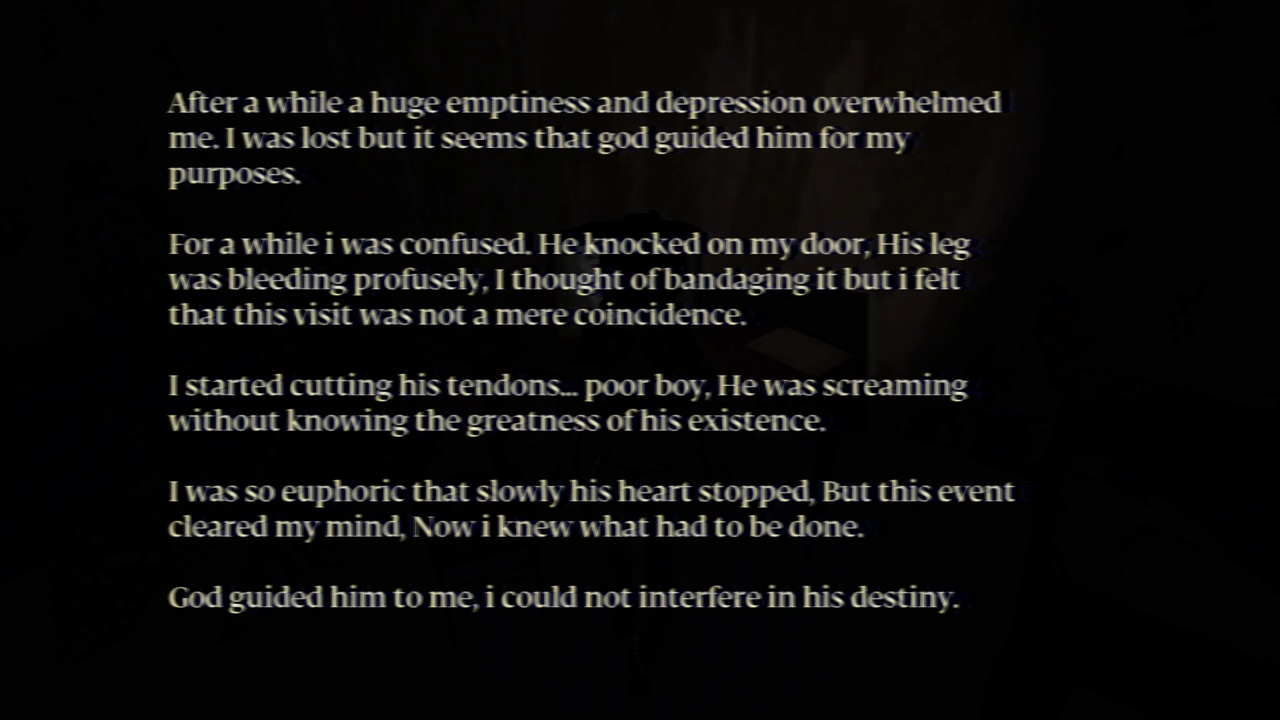 After a while a huge emptiness and depression overwhelmed
me. I was lost but it seems that god guided him for my
purposes.
For a while i was confused. He knocked on my door, His leg
was bleeding profusely, I thought of bandaging it but i felt
that this visit was not a mere coincidence.
I started cutting his tendons... poor boy, He was screaming
without knowing the greatness of his existence.
I was so euphoric that slowly his heart stopped, But this event
cleared my mind, Now i knew what had to be done.
God guided him to me, i could not interfere in his destiny.